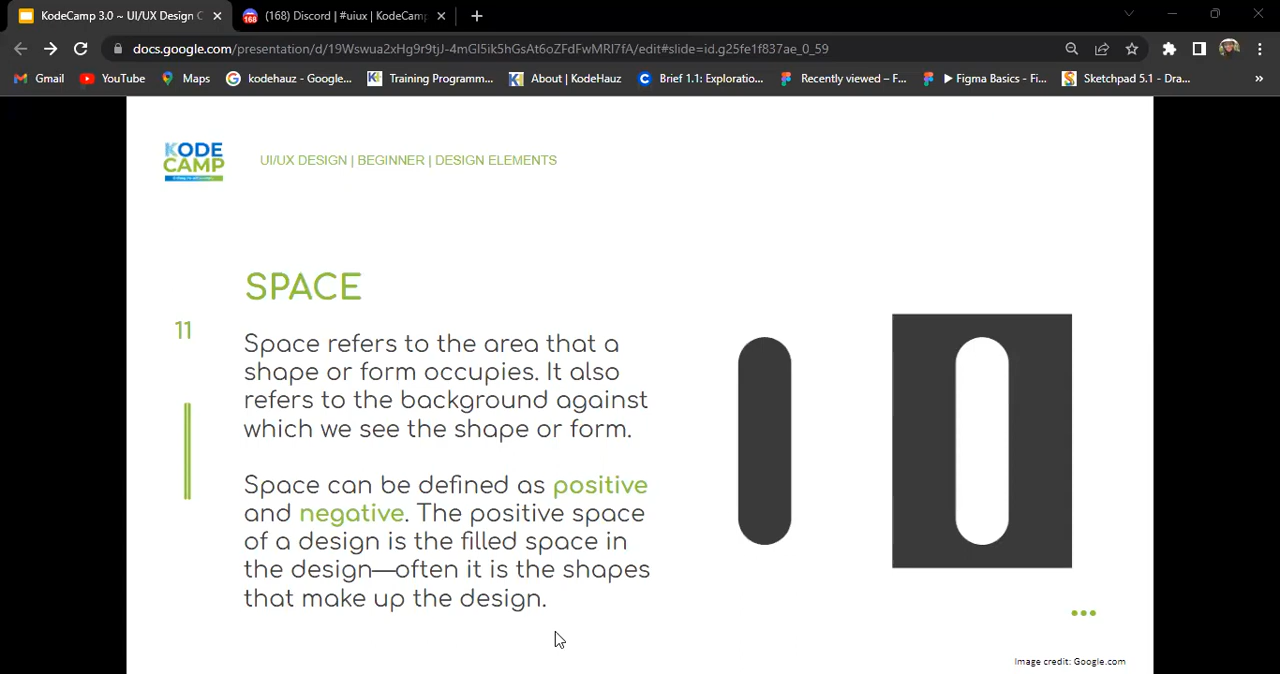 KodeCamp 3.0 ~ UI/UX Design C
(168) Discord | #uiux | KodeCamp
168
docs.google.com/presentation/d/19Wswua2xHg9r9tjJ-4mGl5ik5hGsAt6oZFdFwMRl7fA/edit#slide=id.g25fe1f837ae_0_59
Gmail
YouTube
Maps
kodehauz - Google...
Training Programm...
About | KodeHauz
Brief 1.1: Exploratio...
Recently viewed – F...
Figma Basics - Fi...
Sketchpad 5.1 - Dra...
KODE
CAMP
UI/UX DESIGN | BEGINNER | DESIGN ELEMENTS
SPACE
11
Space refers to the area that a
shape or form occupies. It also
refers to the background against
which we see the shape or form.
Space can be defined as positive
and negative. The positive space
of a design is the filled space in
the design—often it is the shapes
that make up the design.
Image credit: Google.com